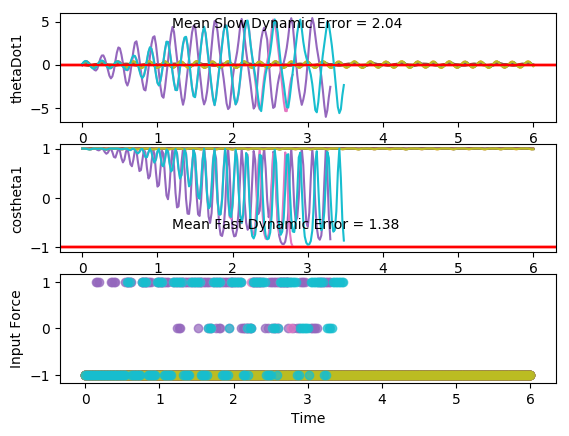 Mean Slow Dynamic Error = 2.04
thetaDot1
5
0
−5
0 1 2 3 4 5 6
costheta1
1
0
−1
Mean Fast Dynamic Error = 1.38
0 1 2 3 4 5 6
Input Force
1
0
−1
0 1 2 3 4 5 6
Time